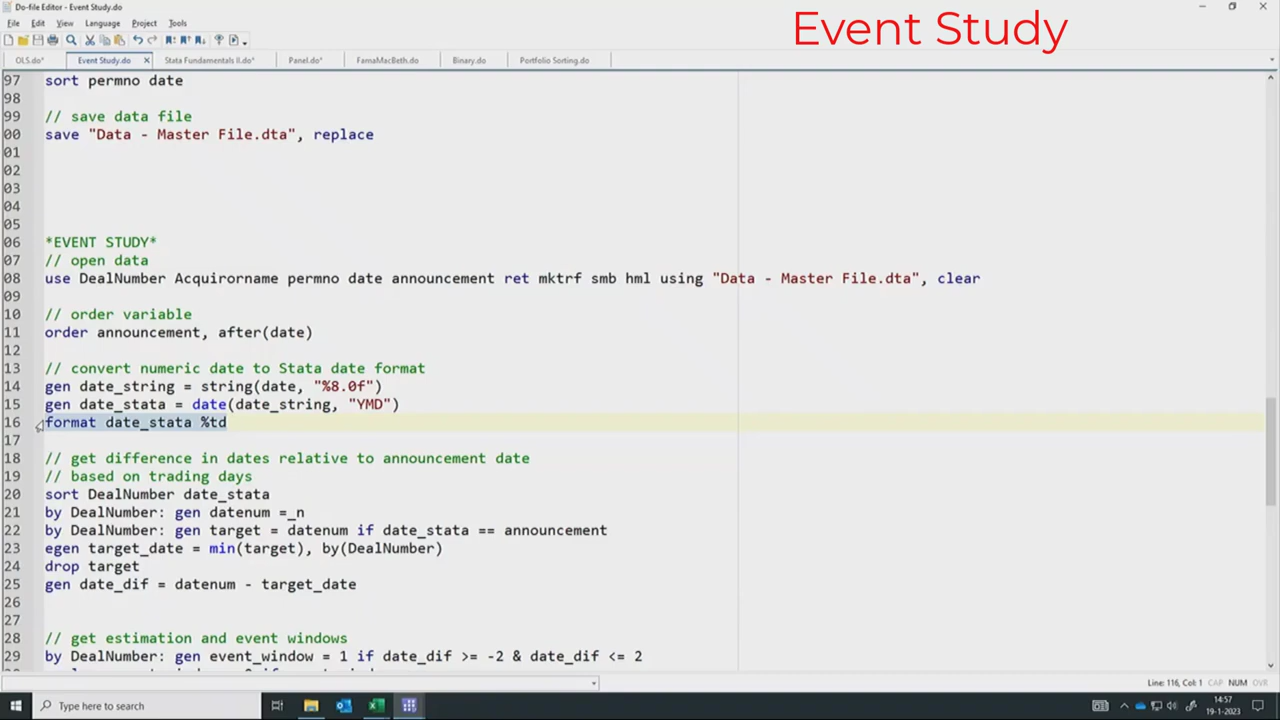 Do-file Editor - Event Study.do
Event Study
File Edit View Language Project Tools
OLS.do* Event Study.do Stata Fundamentals II.do* Panel.do* FamaMacBeth.do Binary.do Portfolio Sorting.do
97 sort permno date
98
99 // save data file
00 save "Data - Master File.dta", replace
01
02
03
04
05
06 *EVENT STUDY*
07 // open data
08 use DealNumber Acquirorname permno date announcement ret mktrf smb hml using "Data - Master File.dta", clear
09
10 // order variable
11 order announcement, after(date)
12
13 // convert numeric date to Stata date format
14 gen date_string = string(date, "%8.0f")
15 gen date_stata = date(date_string, "YMD")
16 format date_stata %td
17
18 // get difference in dates relative to announcement date
19 // based on trading days
20 sort DealNumber date_stata
21 by DealNumber: gen datenum =_n
22 by DealNumber: gen target = datenum if date_stata == announcement
23 egen target_date = min(target), by(DealNumber)
24 drop target
25 gen date_dif = datenum - target_date
26
27
28 // get estimation and event windows
29 by DealNumber: gen event_window = 1 if date_dif >= -2 & date_dif <= 2
Line: 116, Col: 1 CAP NUM OVR
Type here to search
14:57
19-1-2023